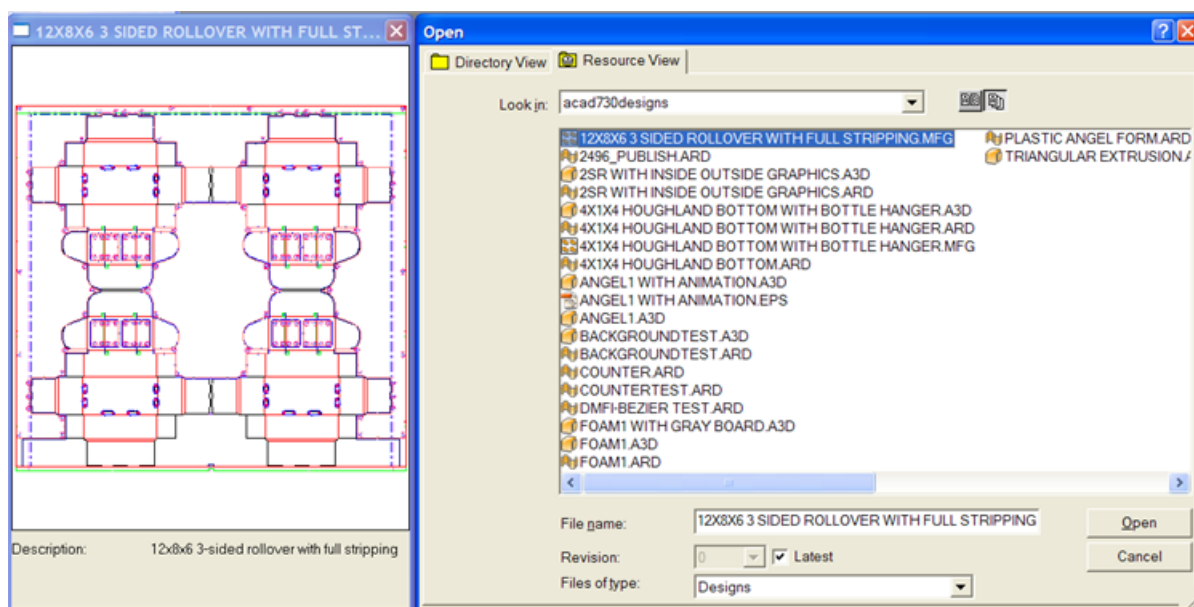 12X8X6 3 SIDED ROLLOVER WITH FULL ST...
Description: 12x8x6 3-sided rollover with full stripping
Open
Directory View Resource View
Look in: acad730designs
12X8X6 3 SIDED ROLLOVER WITH FULL STRIPPING.MFG
2496_PUBLISH.ARD
2SR WITH INSIDE OUTSIDE GRAPHICS.A3D
2SR WITH INSIDE OUTSIDE GRAPHICS.ARD
4X1X4 HOUGHLAND BOTTOM WITH BOTTLE HANGER.A3D
4X1X4 HOUGHLAND BOTTOM WITH BOTTLE HANGER.ARD
4X1X4 HOUGHLAND BOTTOM WITH BOTTLE HANGER.MFG
4X1X4 HOUGHLAND BOTTOM.ARD
ANGEL1 WITH ANIMATION.A3D
ANGEL1 WITH ANIMATION.EPS
ANGEL1.A3D
BACKGROUNDTEST.A3D
BACKGROUNDTEST.ARD
COUNTER.ARD
COUNTERTEST.ARD
DMFI-BEZIER TEST.ARD
FOAM1 WITH GRAY BOARD.A3D
FOAM1.A3D
FOAM1.ARD
PLASTIC ANGEL FORM.ARD
TRIANGULAR EXTRUSION.A
File name: 12X8X6 3 SIDED ROLLOVER WITH FULL STRIPPING Open
Revision: 0 Latest Cancel
Files of type: Designs